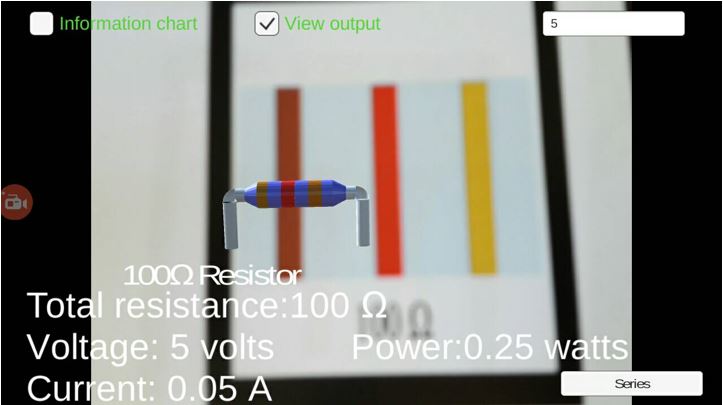 Information chart
View output
5
100Ω Resistor
Total resistance:100 Ω
100 Ω
Voltage: 5 volts
Power:0.25 watts
Current: 0.05 A
Series